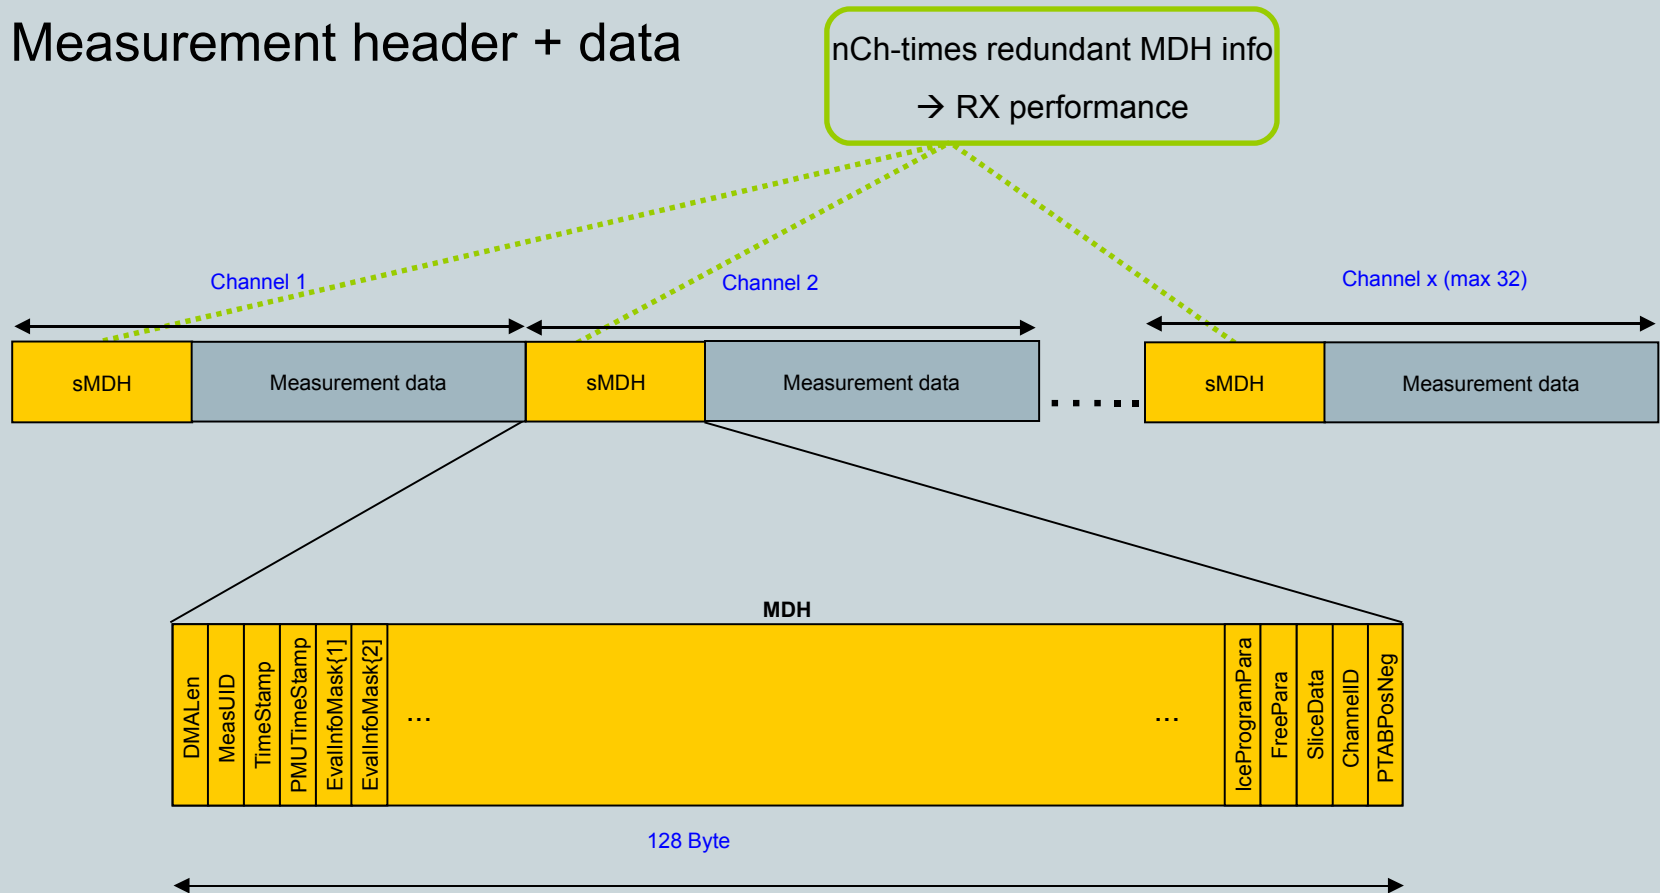 Measurement header + data
nCh-times redundant MDH info
→ RX performance
Channel 1
Channel 2
Channel x (max 32)
sMDH
Measurement data
sMDH
Measurement data
......
sMDH
Measurement data
MDH
DMALen
MeasUID
TimeStamp
PMUTimeStamp
EvalInfoMask{1]
EvalInfoMask{2]
...
...
IceProgramPara
FreePara
SliceData
ChannelID
PTABPosNeg
128 Byte